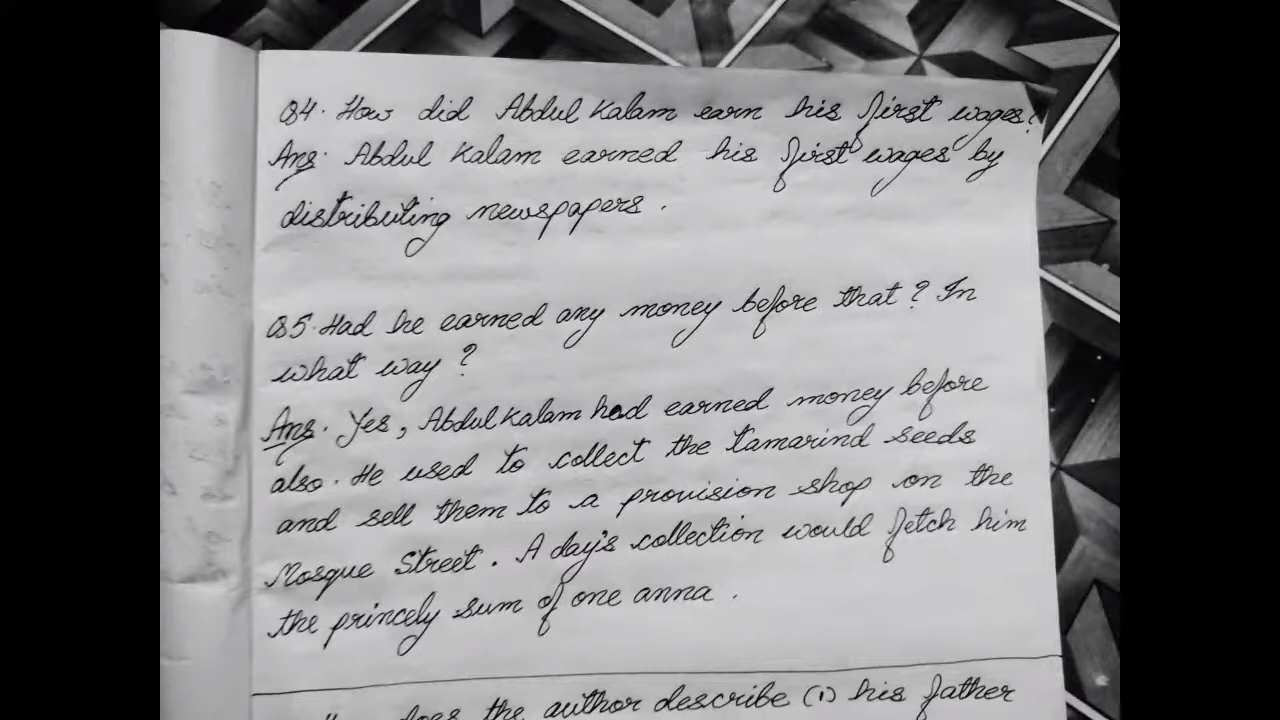 Q4. How did Abdul Kalam earn his first wages?
Ans. Abdul Kalam earned his first wages by
distributing newspapers.
Q5. Had he earned any money before that? In
what way?
Ans. Yes, Abdul Kalam had earned money before
also. He used to collect the tamarind seeds
and sell them to a provision shop on the
Mosque Street. A day's collection would fetch him
the princely sum of one anna.
does the author describe (1) his father